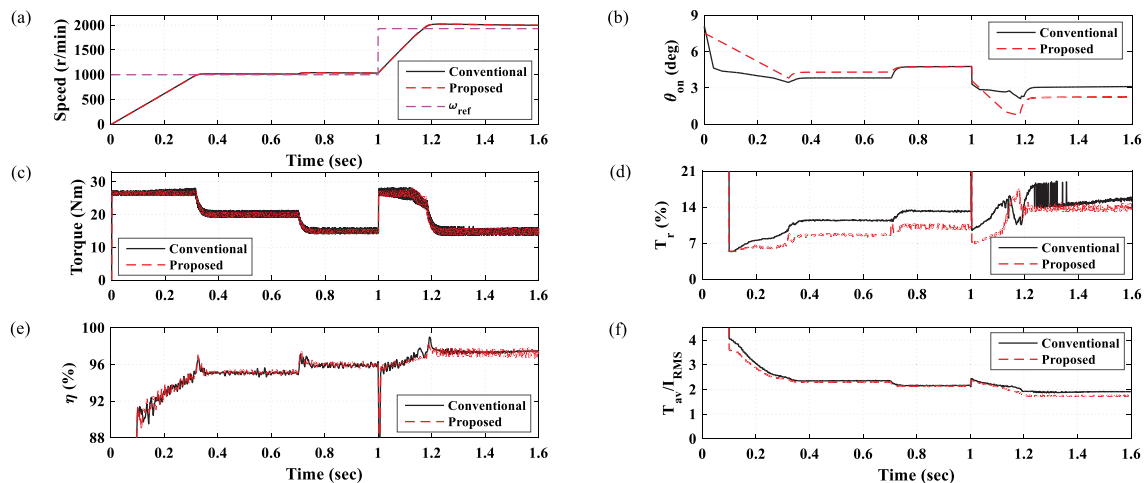 (a)
Speed (r/min)
2000
1500
1000
500
0
Conventional
Proposed
ω ref
0 0.2 0.4 0.6 0.8 1 1.2 1.4 1.6
Time (sec)
(b)
θ on (deg)
9
6
3
0
Conventional
Proposed
0 0.2 0.4 0.6 0.8 1 1.2 1.4 1.6
(c)
Torque (Nm)
30
20
10
0
Conventional
Proposed
0 0.2 0.4 0.6 0.8 1 1.2 1.4 1.6
(d)
T r (%)
21
14
7
0
Conventional
Proposed
0 0.2 0.4 0.6 0.8 1 1.2 1.4 1.6
(e)
η (%)
100
96
92
88
Conventional
Proposed
0 0.2 0.4 0.6 0.8 1 1.2 1.4 1.6
Time (sec)
(f)
T av /I RMS
4
3
2
1
0
Conventional
Proposed
0 0.2 0.4 0.6 0.8 1 1.2 1.4 1.6
Time (sec)